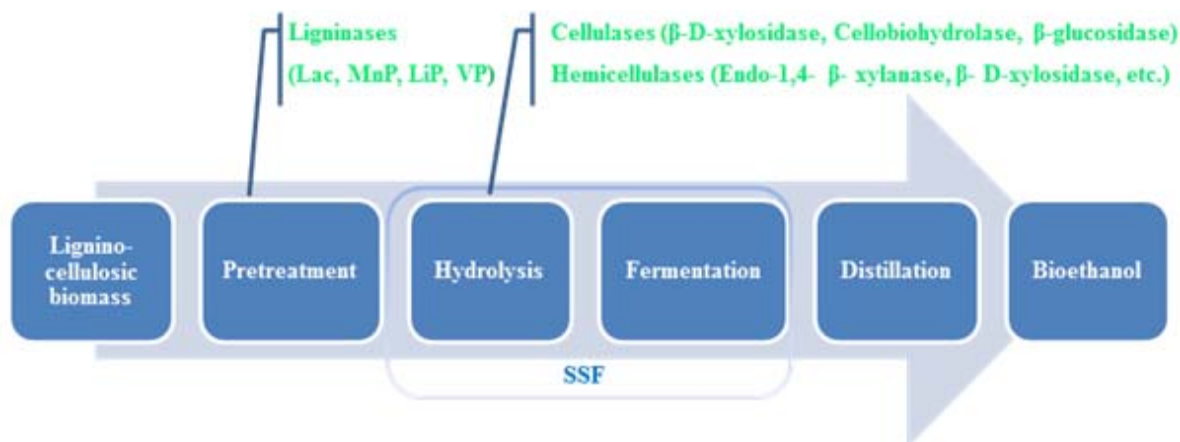 Ligninases
(Lac, MnP, LiP, VP)
Cellulases (β-D-xylosidase, Cellobiohydrolase, β-glucosidase)
Hemicellulases (Endo-1,4- β- xylanase, β- D-xylosidase, etc.)
Lignino-
cellulosic
biomass
Pretreatment
Hydrolysis
Fermentation
Distillation
Bioethanol
SSF